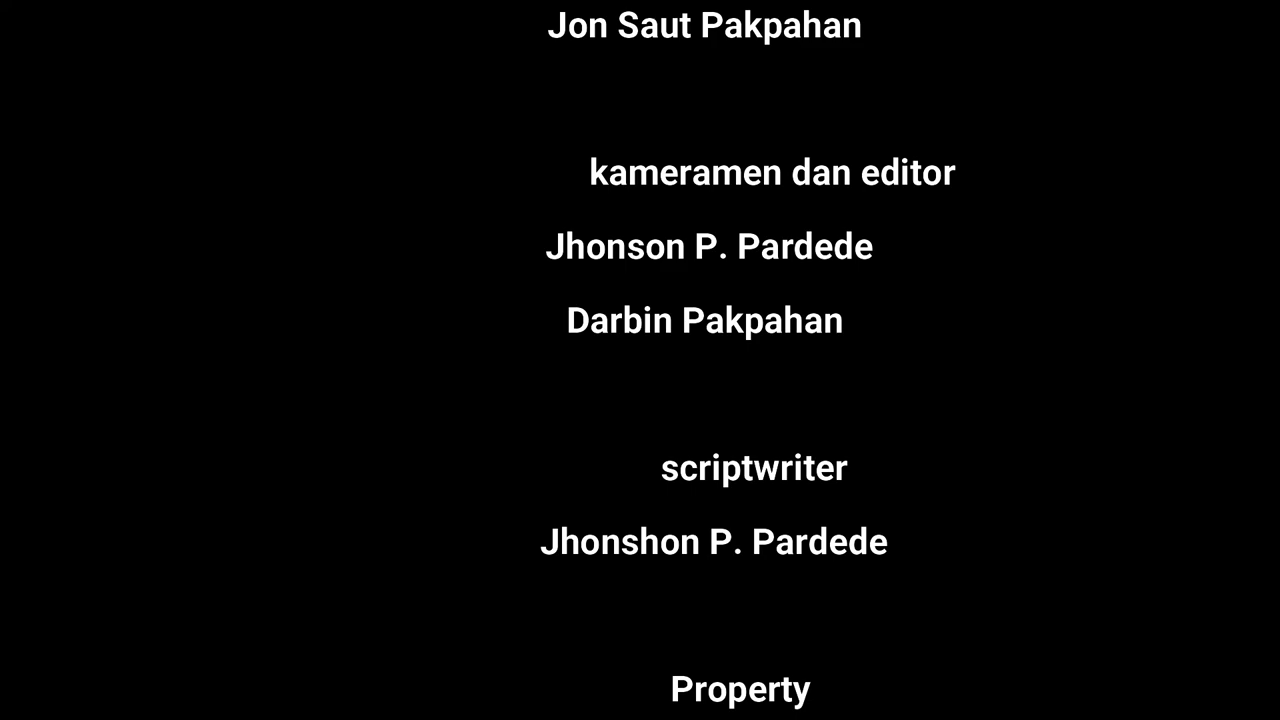 Jon Saut Pakpahan
kameramen dan editor
Jhonson P. Pardede
Darbin Pakpahan
scriptwriter
Jhonshon P. Pardede
Property